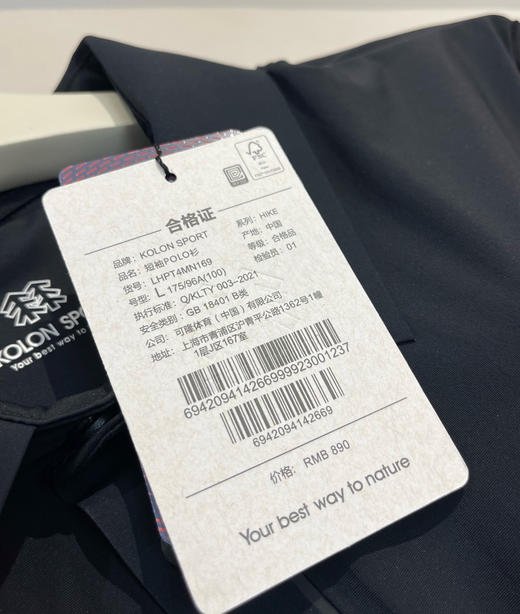 FSC
合格证
品牌: KOLON SPORT
系列: HIKE
品名: 短袖POLO衫
产地: 中国
货号: LHPT4MN169
等级: 合格品
号型: L 175/96A(100)
检验员: 01
执行标准: Q/KLTY 003-2021
安全类别: GB 18401 B类
公司: 可隆体育(中国)有限公司
地址: 上海市青浦区沪青平公路1362号1幢
1层J区167室
69420941426699923001237
6942094142669
价格: RMB 890
Your best way to nature
KOLON SPO
Your best way to